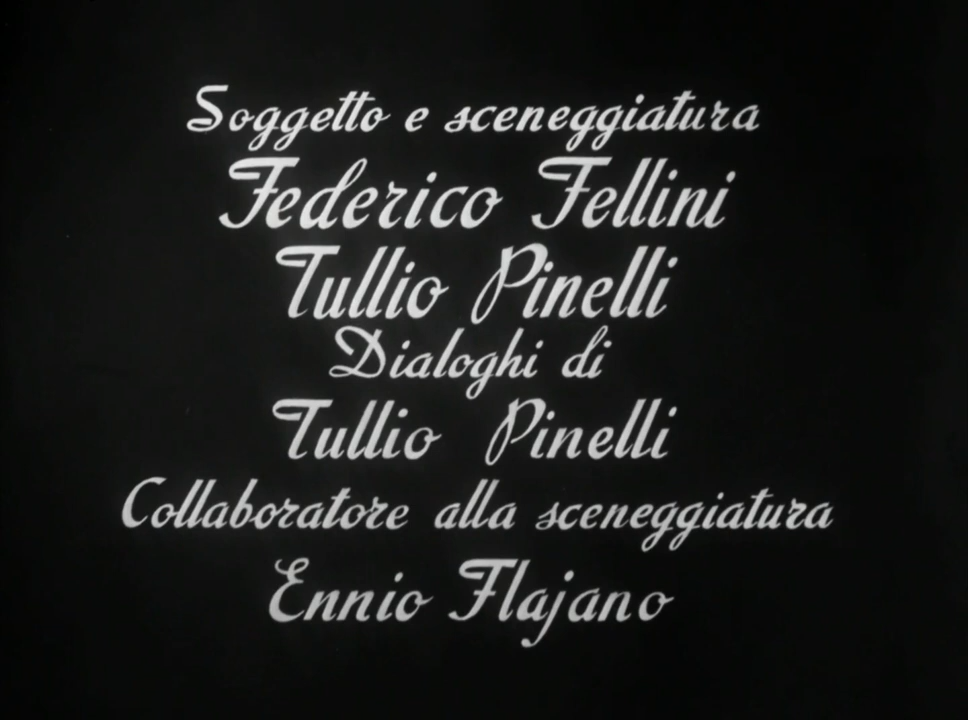 Soggetto e sceneggiatura
Federico Fellini
Tullio Pinelli
Dialoghi di
Tullio Pinelli
Collaboratore alla sceneggiatura
Ennio Flajano